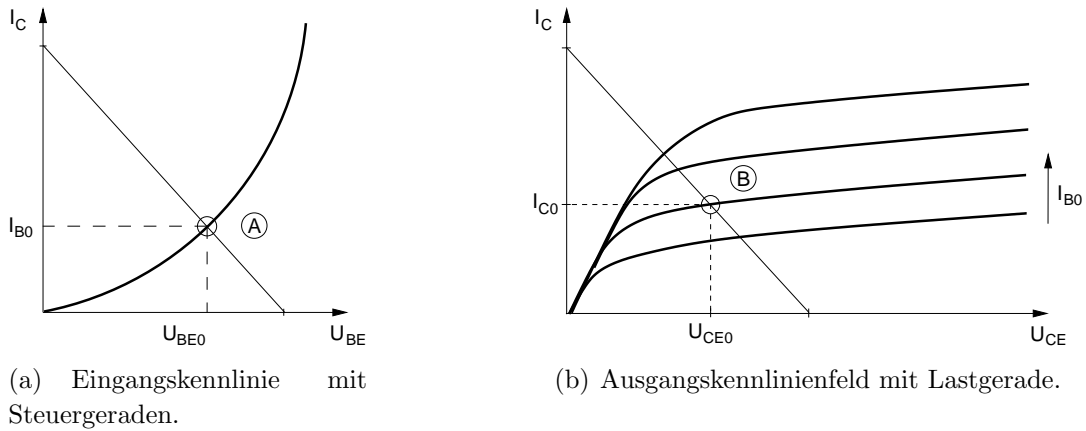 I_C
A
I_B0
U_BE0
U_BE
(a) Eingangskennlinie mit
Steuergeraden.
I_C
B
I_C0
I_B0
U_CE0
U_CE
(b) Ausgangskennlinienfeld mit Lastgerade.